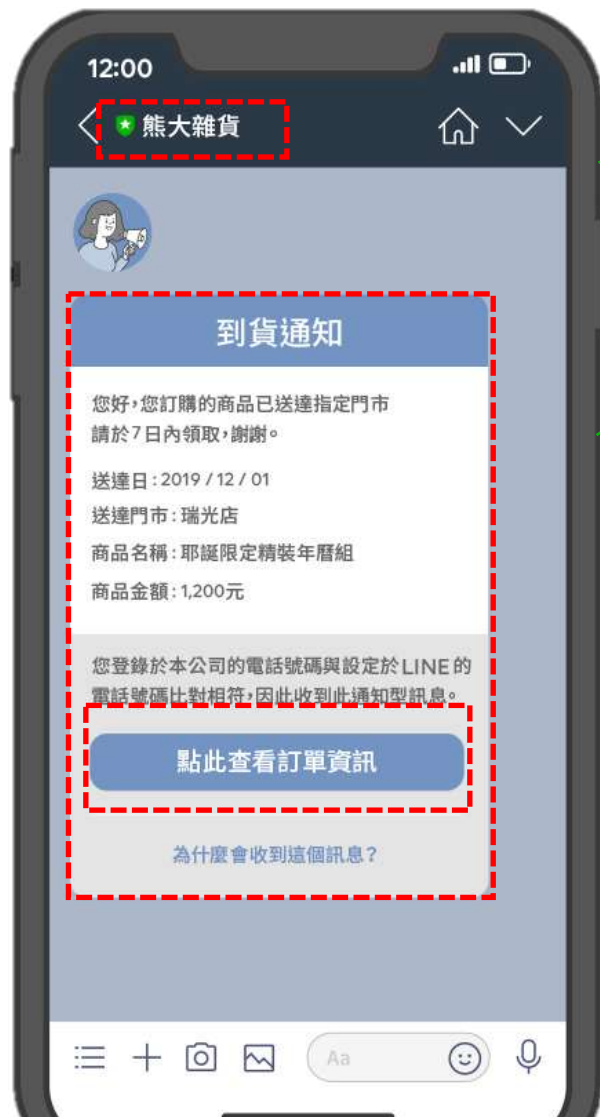 12:00
熊大雜貨
到貨通知
您好，您訂購的商品已送達指定門市
請於7日內領取，謝謝。
送達日：2019 / 12 / 01
送達門市：瑞光店
商品名稱：耶誕限定精裝年曆組
商品金額：1,200元
您登錄於本公司的電話號碼與設定於LINE的
電話號碼比對相符，因此收到此通知型訊息。
點此查看訂單資訊
為什麼會收到這個訊息？
Aa